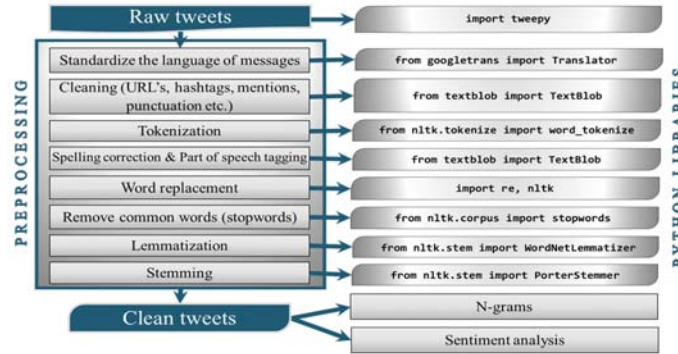 Raw tweets
import tweepy
PREPROCESSING
Standardize the language of messages
from googletrans import Translator
Cleaning (URL's, hashtags, mentions,
punctuation etc.)
from textblob import TextBlob
Tokenization
from nltk.tokenize import word_tokenize
Spelling correction & Part of speech tagging
from textblob import TextBlob
Word replacement
import re, nltk
Remove common words (stopwords)
from nltk.corpus import stopwords
Lemmatization
from nltk.stem import WordNetLemmatizer
Stemming
from nltk.stem import PorterStemmer
PYTHON LIBRARIES
Clean tweets
N-grams
Sentiment analysis